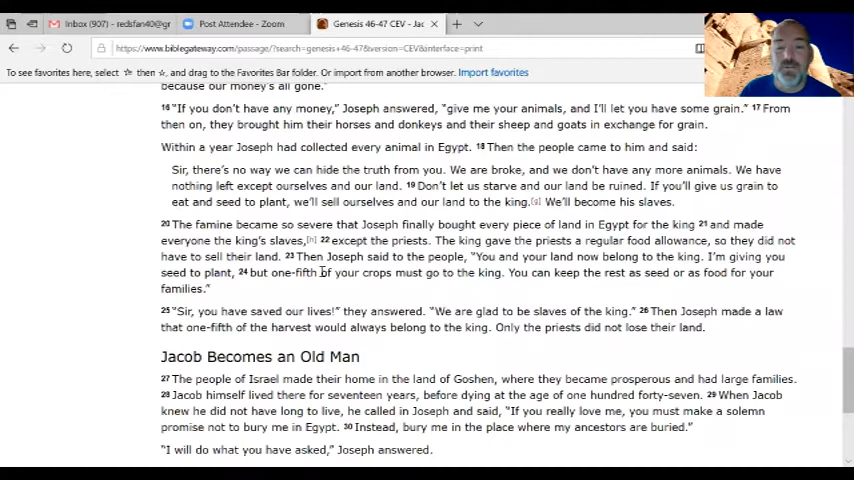 Inbox (907) - redsfan40@gr
Post Attendee - Zoom
Genesis 46-47 CEV - Jac
https://www.biblegateway.com/passage/?search=genesis+46-47&version=CEV&interface=print
To see favorites here, select ☆ then ☆, and drag to the Favorites Bar folder. Or import from another browser. Import favorites
because our money's all gone."
16 "If you don't have any money," Joseph answered, "give me your animals, and I'll let you have some grain." 17 From
then on, they brought him their horses and donkeys and their sheep and goats in exchange for grain.
Within a year Joseph had collected every animal in Egypt. 18 Then the people came to him and said:
Sir, there's no way we can hide the truth from you. We are broke, and we don't have any more animals. We have
nothing left except ourselves and our land. 19 Don't let us starve and our land be ruined. If you'll give us grain to
eat and seed to plant, we'll sell ourselves and our land to the king.[g] We'll become his slaves.
20 The famine became so severe that Joseph finally bought every piece of land in Egypt for the king 21 and made
everyone the king's slaves,[h] 22 except the priests. The king gave the priests a regular food allowance, so they did not
have to sell their land. 23 Then Joseph said to the people, "You and your land now belong to the king. I'm giving you
seed to plant, 24 but one-fifth of your crops must go to the king. You can keep the rest as seed or as food for your
families."
25 "Sir, you have saved our lives!" they answered. "We are glad to be slaves of the king." 26 Then Joseph made a law
that one-fifth of the harvest would always belong to the king. Only the priests did not lose their land.
Jacob Becomes an Old Man
27 The people of Israel made their home in the land of Goshen, where they became prosperous and had large families.
28 Jacob himself lived there for seventeen years, before dying at the age of one hundred forty-seven. 29 When Jacob
knew he did not have long to live, he called in Joseph and said, "If you really love me, you must make a solemn
promise not to bury me in Egypt. 30 Instead, bury me in the place where my ancestors are buried."
"I will do what you have asked," Joseph answered.